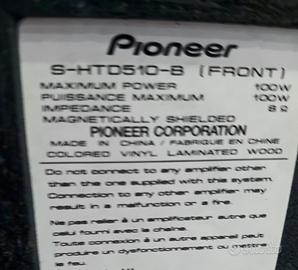 Pioneer
S-HTD510-B (FRONT)
MAXIMUM POWER 100W
PUISSANCE MAXIMUM 100W
IMPEDANCE 8 Ω
MAGNETICALLY SHIELDED
PIONEER CORPORATION
MADE IN CHINA / FABRIQUE EN CHINE
COLORED VINYL LAMINATED WOOD
Do not connect to any amplifier other
than the one supplied with this system.
Connection to any other amplifier may
result in a malfunction or a fire.
Ne pas relier à un amplificateur autre que
celui fourni avec la chaîne.
Toute connexion à un autre appareil peut
produire un dysfonctionnement ou mettre
le feu.